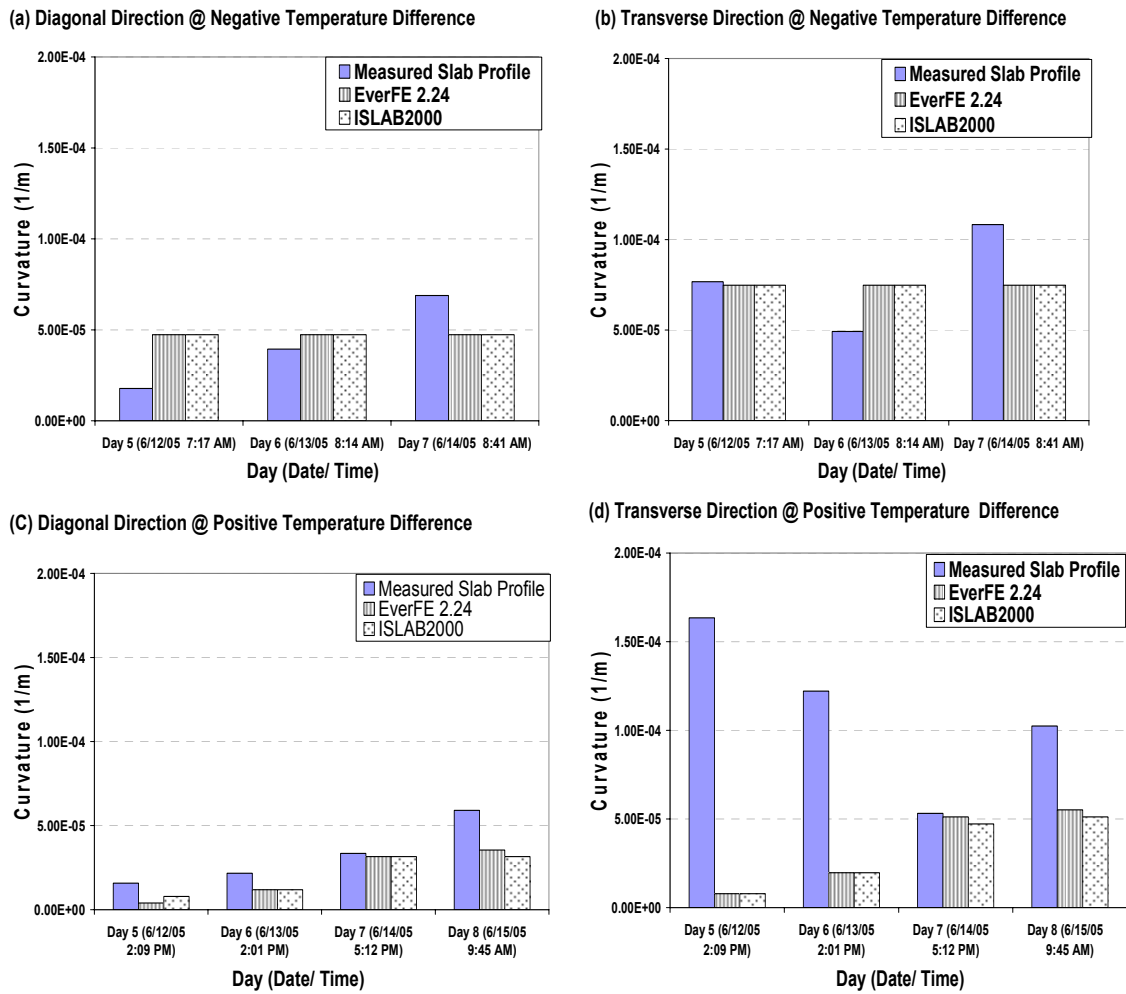 (a) Diagonal Direction @ Negative Temperature Difference
2.00E-04
1.50E-04
1.00E-04
5.00E-05
0.00E+00
Curvature (1/m)
Measured Slab Profile
EverFE 2.24
ISLAB2000
Day 5 (6/12/05 7:17 AM)
Day 6 (6/13/05 8:14 AM)
Day 7 (6/14/05 8:41 AM)
Day (Date/ Time)
(b) Transverse Direction @ Negative Temperature Difference
2.00E-04
1.50E-04
1.00E-04
5.00E-05
0.00E+00
Curvature (1/m)
Measured Slab Profile
EverFE 2.24
ISLAB2000
Day 5 (6/12/05 7:17 AM)
Day 6 (6/13/05 8:14 AM)
Day 7 (6/14/05 8:41 AM)
Day (Date/ Time)
(C) Diagonal Direction @ Positive Temperature Difference
2.00E-04
1.50E-04
1.00E-04
5.00E-05
0.00E+00
Curvature (1/m)
Measured Slab Profile
EverFE 2.24
ISLAB2000
Day 5 (6/12/05
2:09 PM)
Day 6 (6/13/05
2:01 PM)
Day 7 (6/14/05
5:12 PM)
Day 8 (6/15/05
9:45 AM)
Day (Date/ Time)
(d) Transverse Direction @ Positive Temperature Difference
2.00E-04
1.50E-04
1.00E-04
5.00E-05
0.00E+00
Curvature (1/m)
Measured Slab Profile
EverFE 2.24
ISLAB2000
Day 5 (6/12/05
2:09 PM)
Day 6 (6/13/05
2:01 PM)
Day 7 (6/14/05
5:12 PM)
Day 8 (6/15/05
9:45 AM)
Day (Date/ Time)